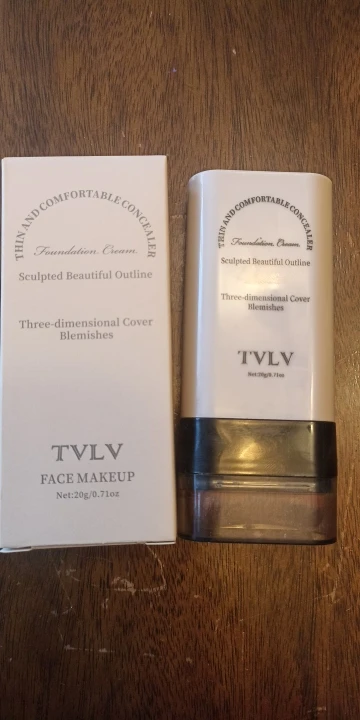 THIN AND COMFORTABLE CONCEALER
Foundation Cream.
Sculpted Beautiful Outline
Three-dimensional Cover
Blemishes
TVLV
FACE MAKEUP
Net:20g/0.71oz
THIN AND COMFORTABLE CONCEALER
Foundation Cream.
Sculpted Beautiful Outline
Three-dimensional Cover
Blemishes
TVLV
Net:20g/0.71oz